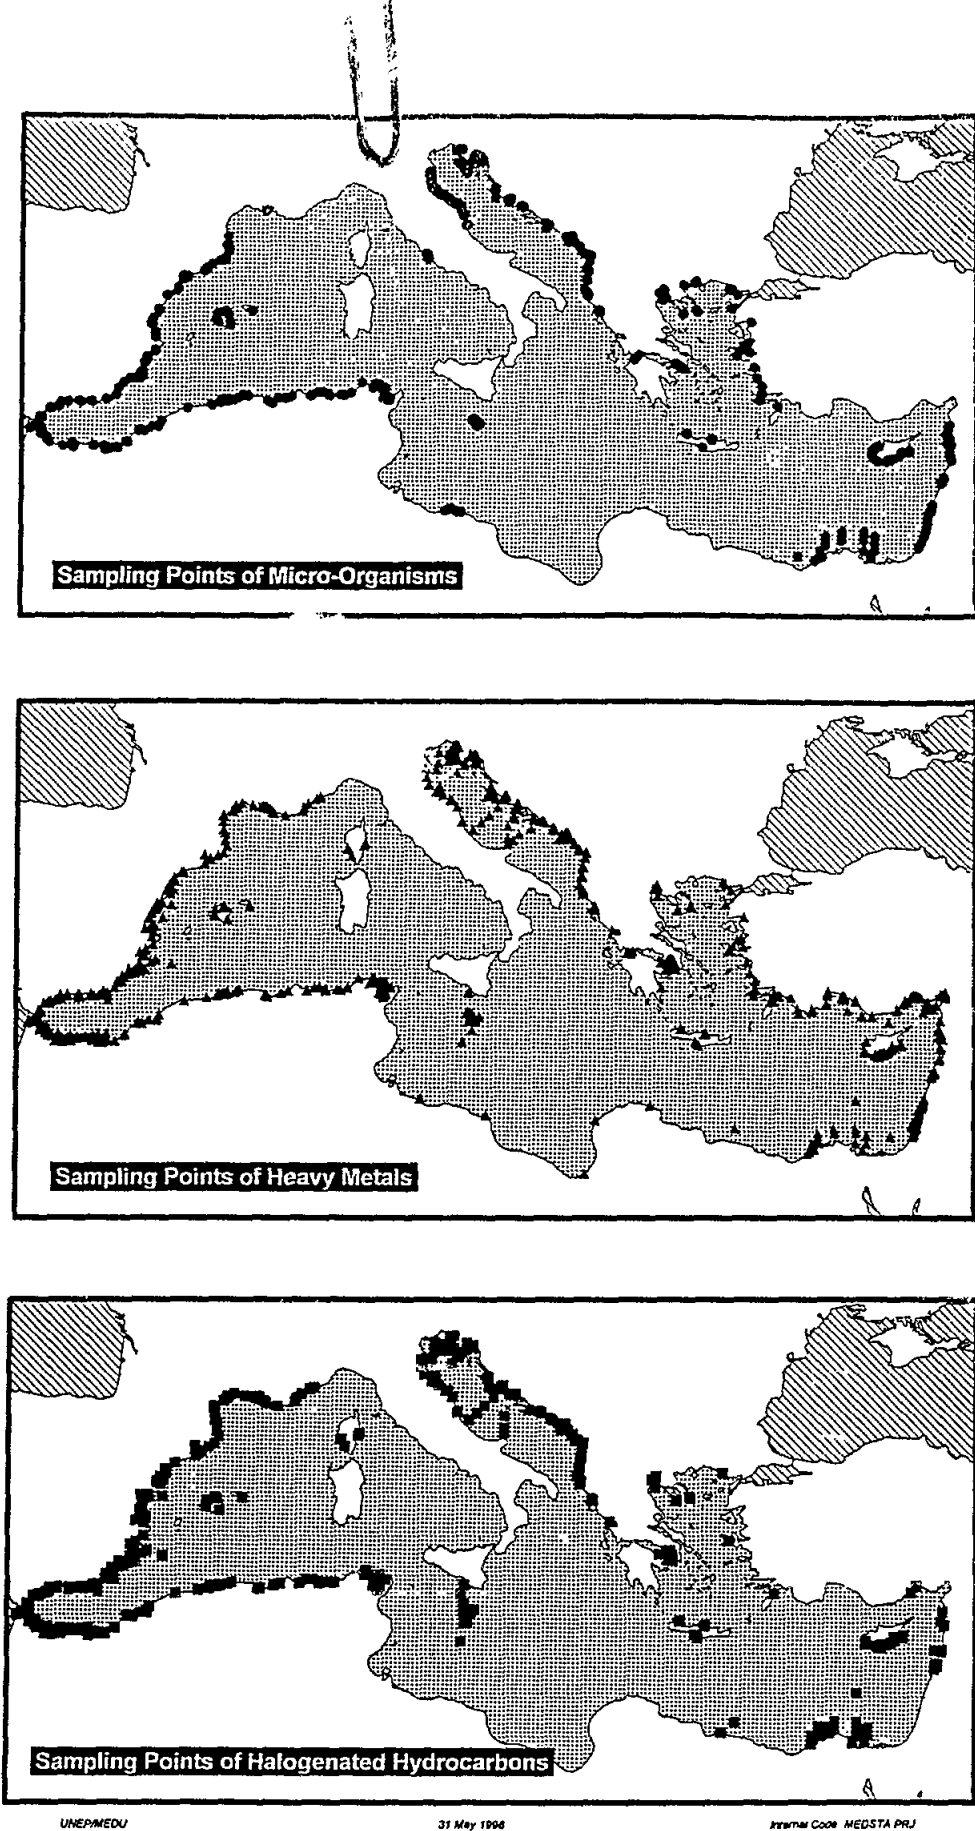 Sampling Points of Micro-Organisms
Sampling Points of Heavy Metals
Sampling Points of Halogenated Hydrocarbons
UNEP/MEDU
31 May 1996
Internal Code MEDSTA PRJ